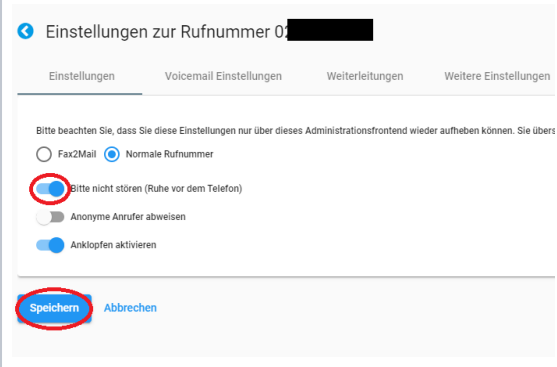 Einstellungen zur Rufnummer 02
Einstellungen Voicemail Einstellungen Weiterleitungen Weitere Einstellungen
Bitte beachten Sie, dass Sie diese Einstellungen nur über dieses Administrationsfrontend wieder aufheben können. Sie übers
Fax2Mail Normale Rufnummer
Bitte nicht stören (Ruhe vor dem Telefon)
Anonyme Anrufer abweisen
Anklopfen aktivieren
Speichern Abbrechen